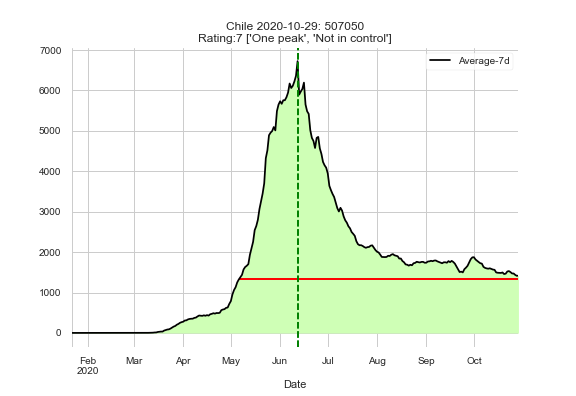 Chile 2020-10-29: 507050
Rating:7 ['One peak', 'Not in control']
Average-7d
7000
6000
5000
4000
3000
2000
1000
0
Feb
2020
Mar
Apr
May
Jun
Jul
Aug
Sep
Oct
Date